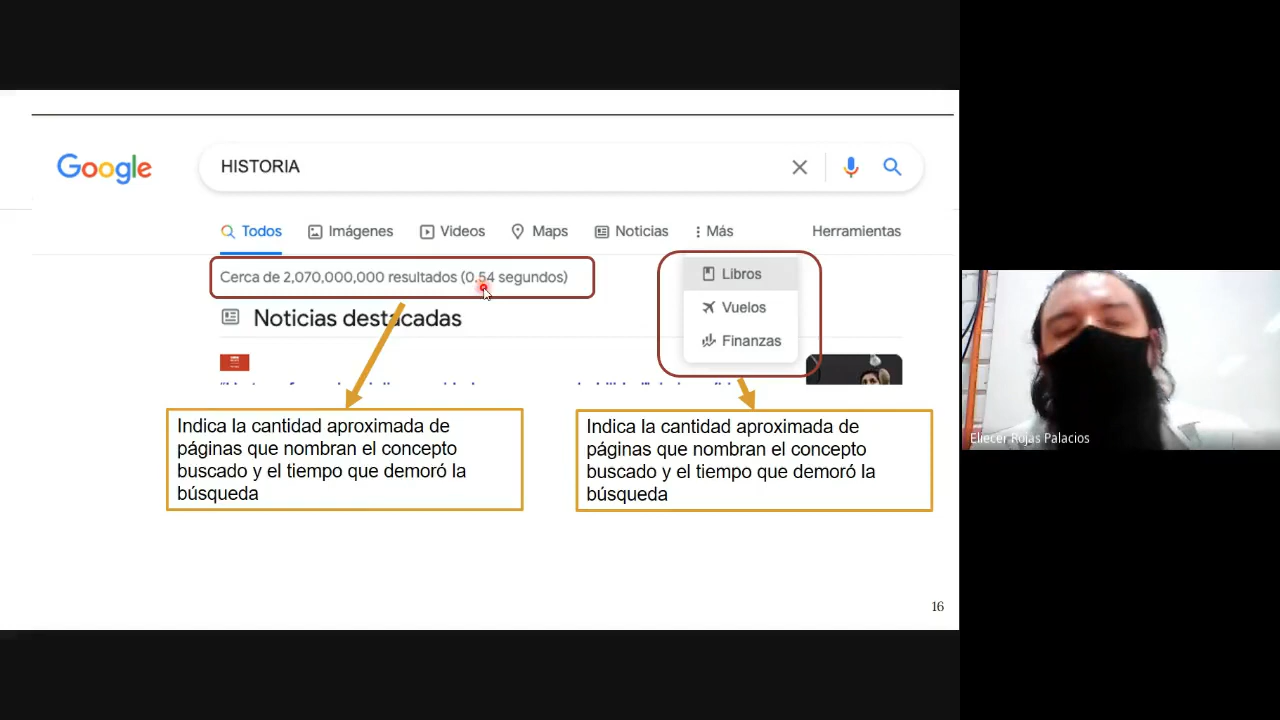 Google
HISTORIA
Todos Imágenes Videos Maps Noticias Más Herramientas
Cerca de 2,070,000,000 resultados (0.54 segundos)
Libros
Vuelos
Finanzas
Noticias destacadas
Indica la cantidad aproximada de
páginas que nombran el concepto
buscado y el tiempo que demoró la
búsqueda
Indica la cantidad aproximada de
páginas que nombran el concepto
buscado y el tiempo que demoró la
búsqueda
16
Eliecer Rojas Palacios